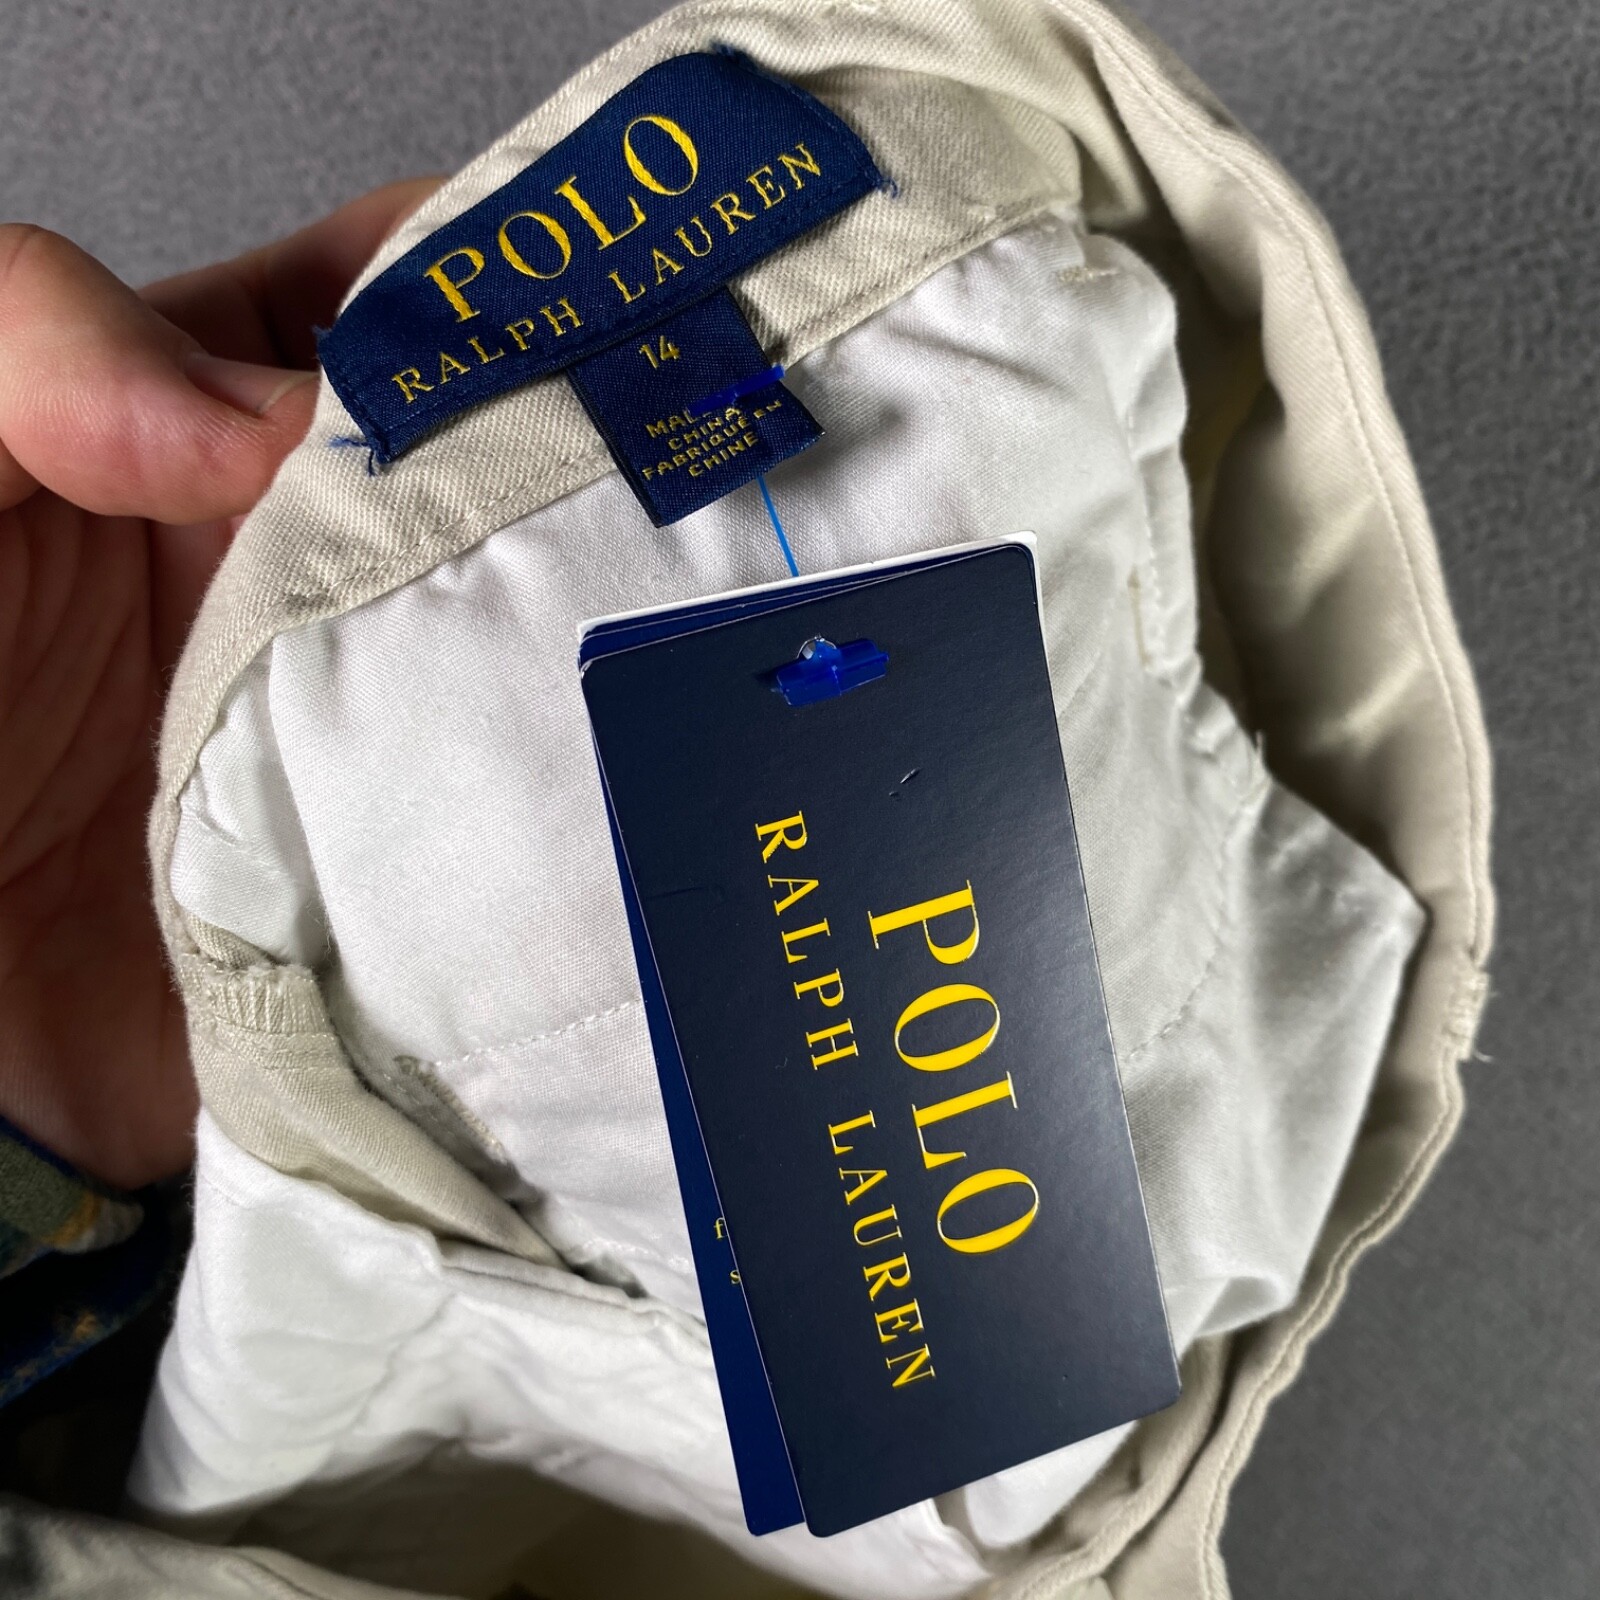 POLO
RALPH LAUREN
14
CHINA
FABRIQUÉ EN
CHINE
POLO
RALPH LAUREN
f
s